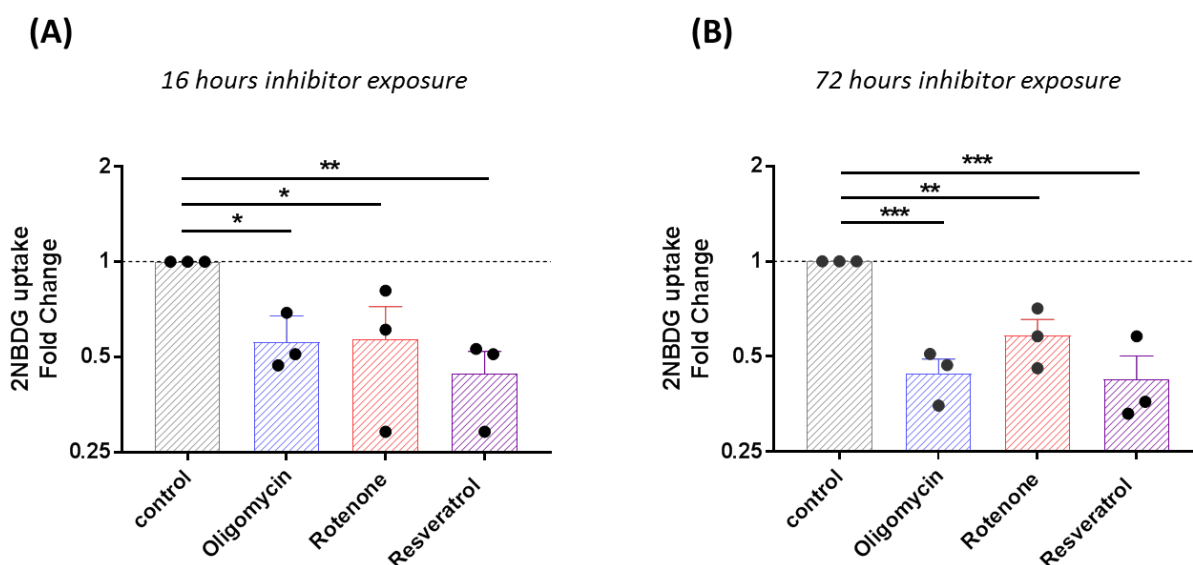 (A)
16 hours inhibitor exposure
2NBDG uptake
Fold Change
2
1
0.5
0.25
**
*
*
control
Oligomycin
Rotenone
Resveratrol
(B)
72 hours inhibitor exposure
2NBDG uptake
Fold Change
2
1
0.5
0.25
***
**
***
control
Oligomycin
Rotenone
Resveratrol